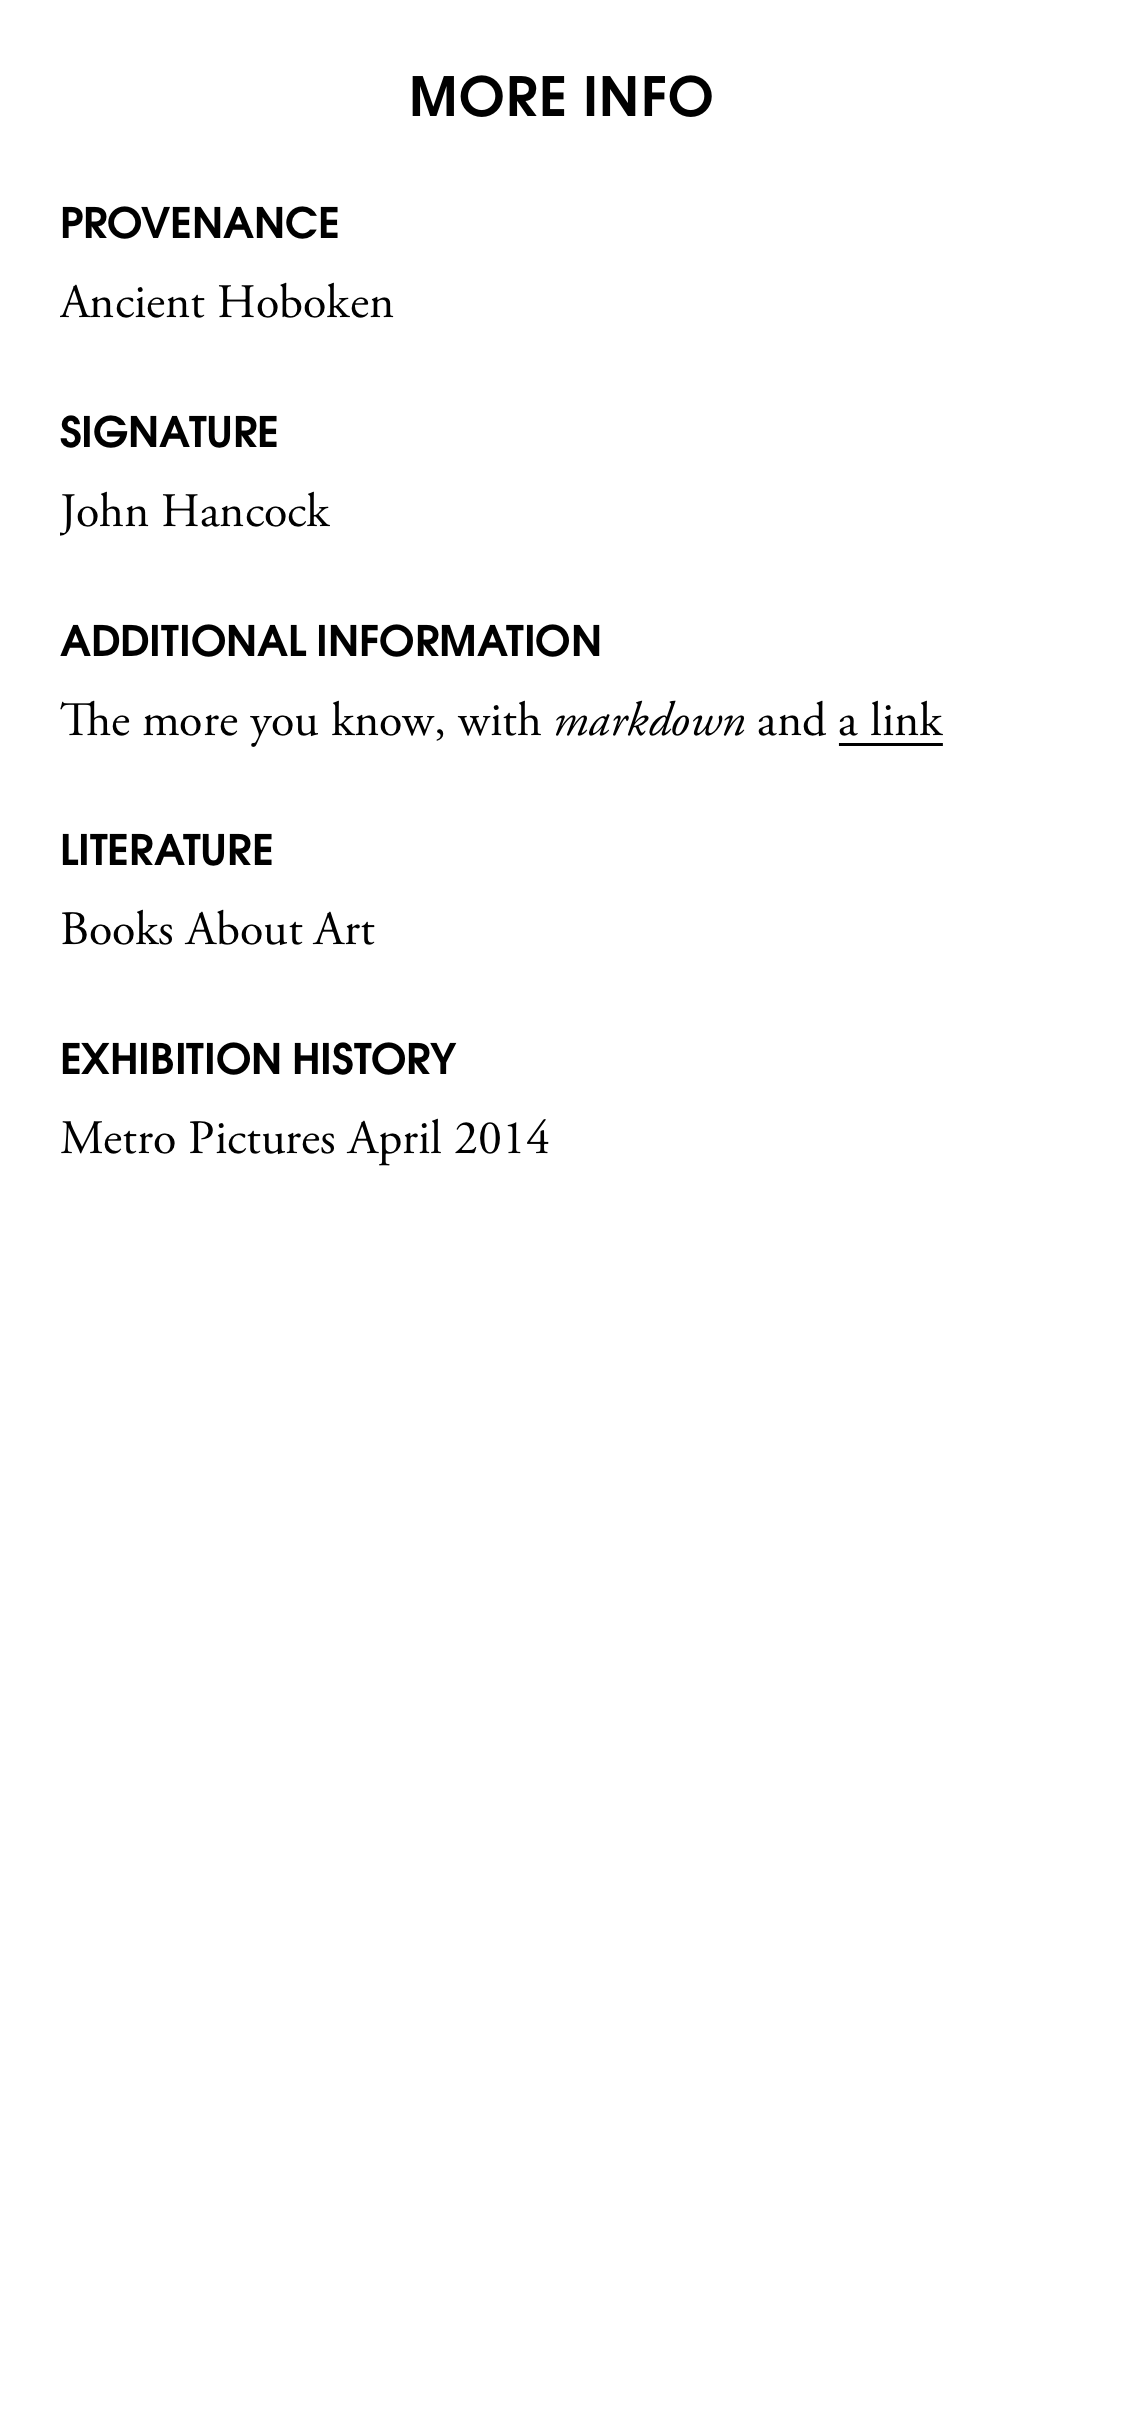 MORE INFO
PROVENANCE
Ancient Hoboken
SIGNATURE
John Hancock
ADDITIONAL INFORMATION
The more you know, with markdown and a link
LITERATURE
Books About Art
EXHIBITION HISTORY
Metro Pictures April 2014